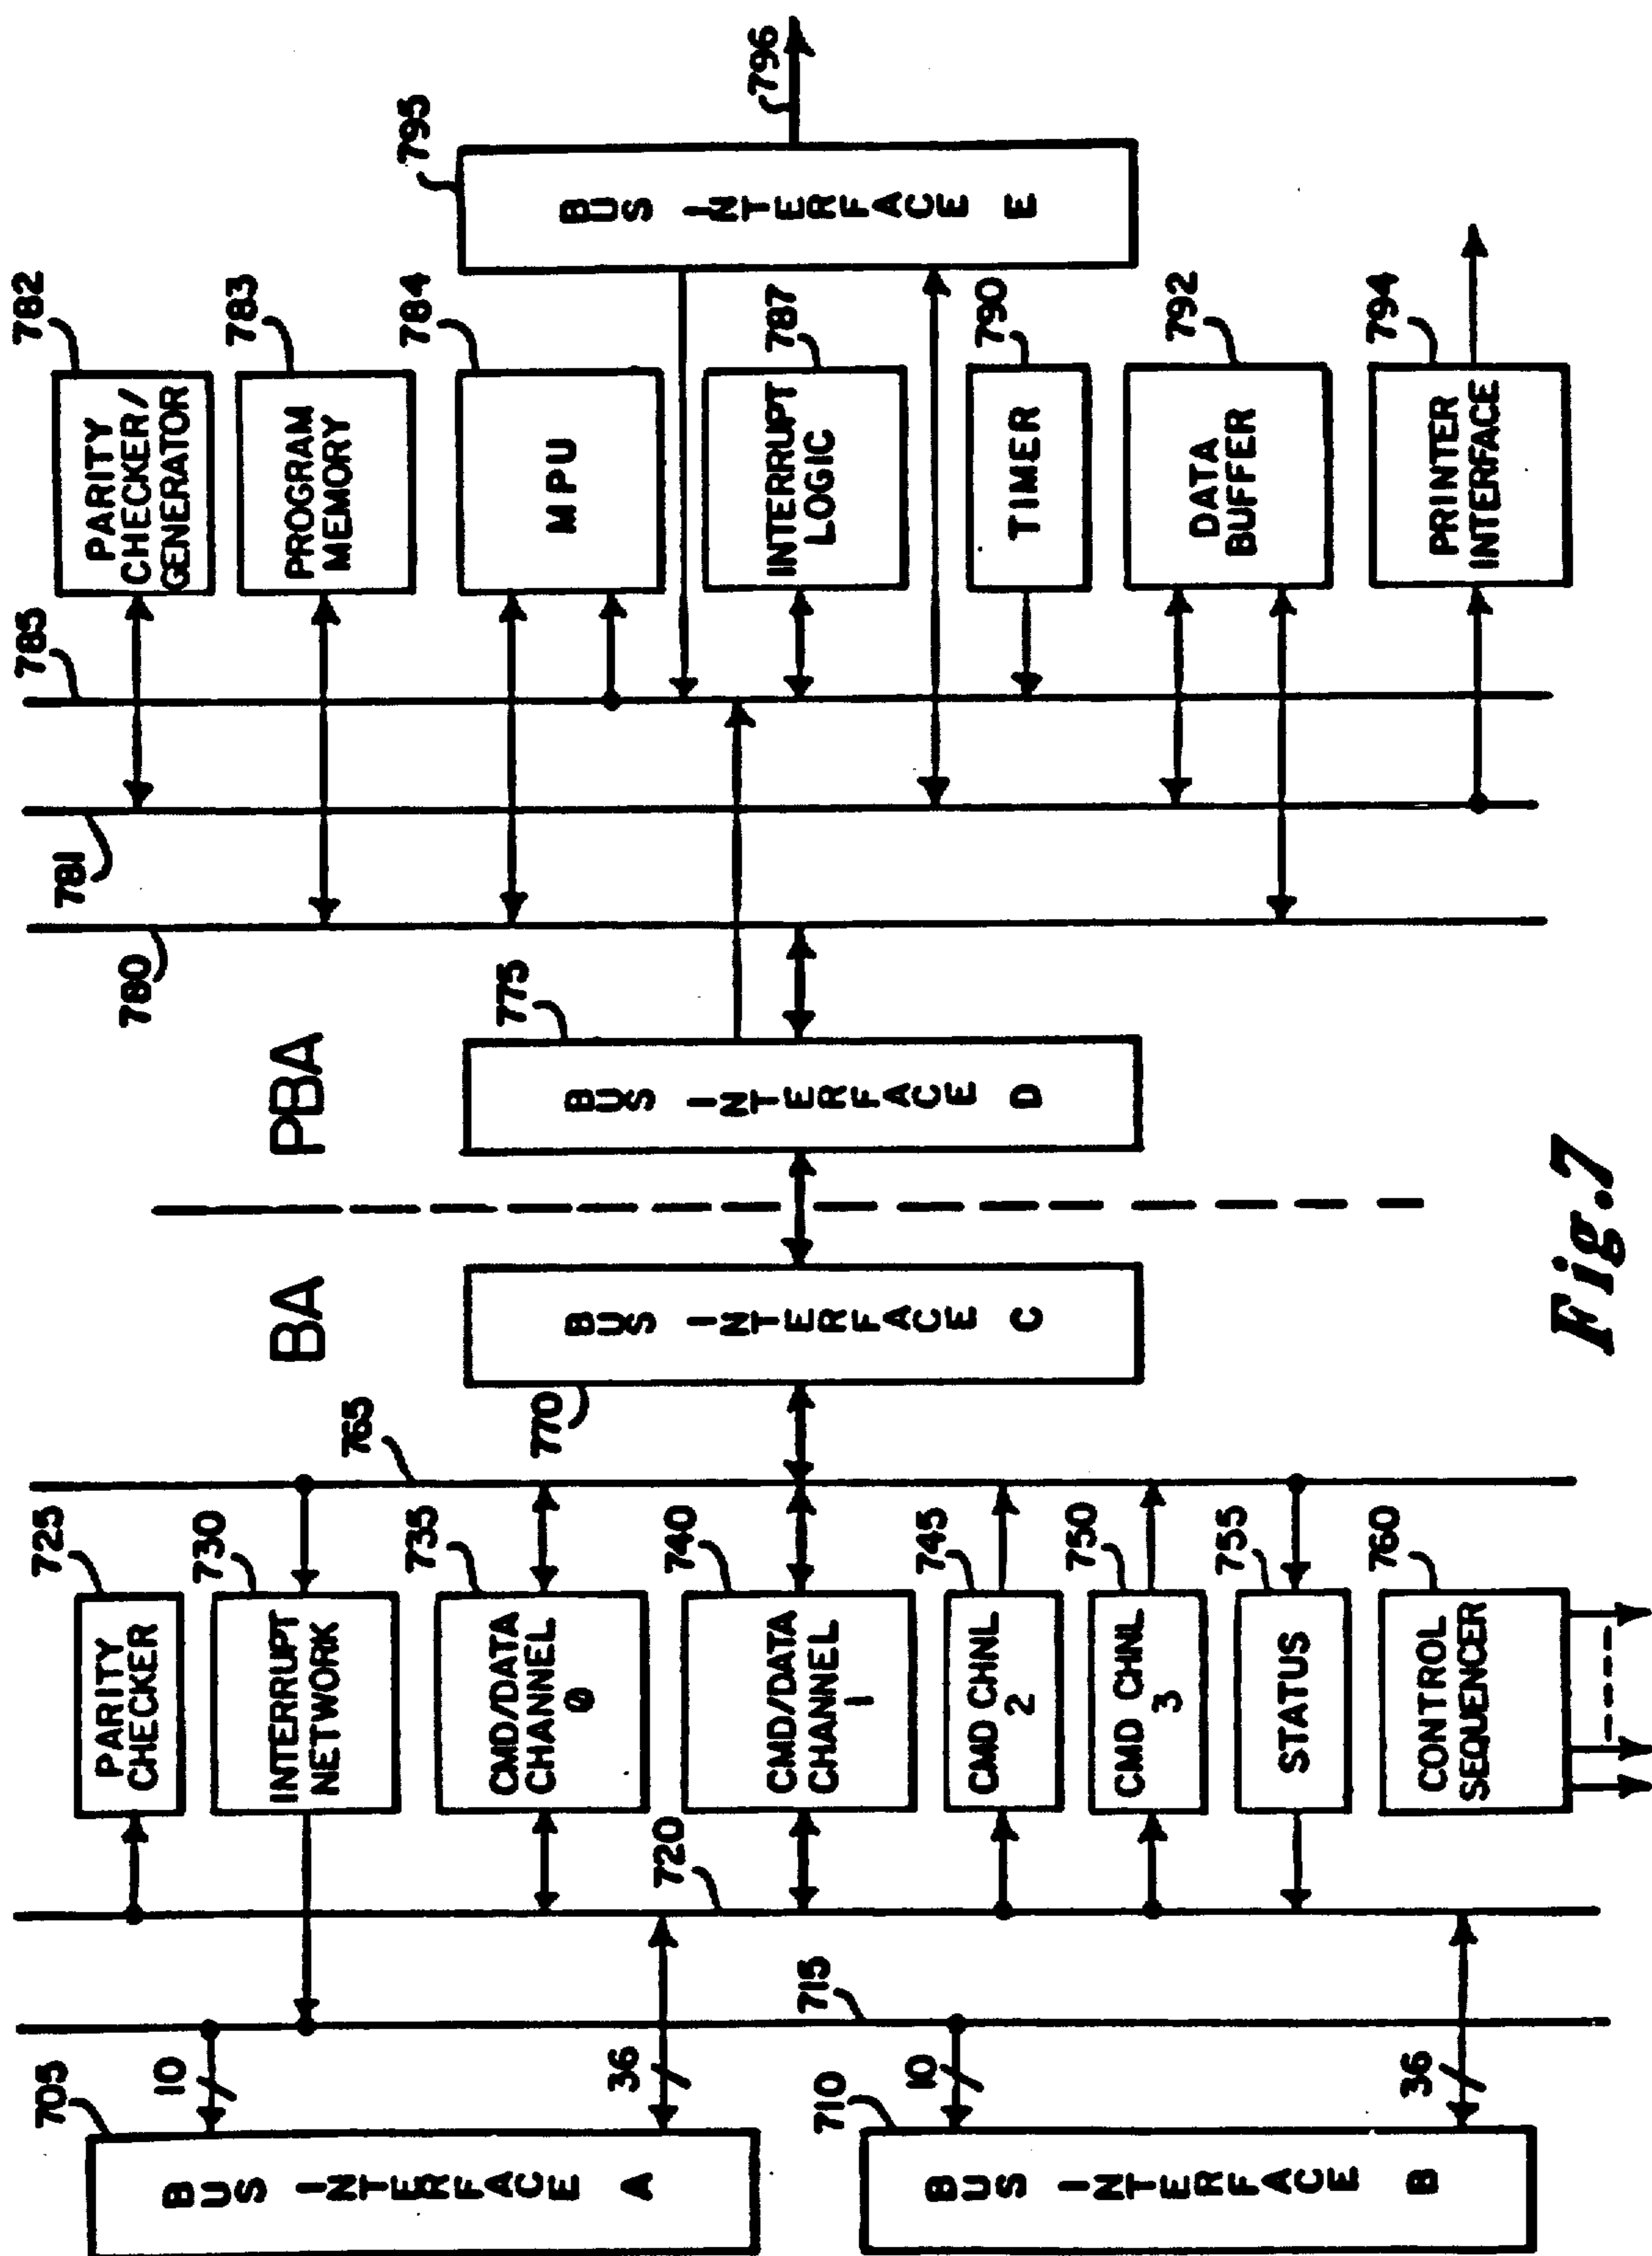 BA
PBA
705
BUS INTERFACE A
710
BUS INTERFACE B
10
36
10
36
715
720
725
PARITY
CHECKER
730
INTERRUPT
NETWORK
735
CMD/DATA
CHANNEL
0
740
CMD/DATA
CHANNEL
1
745
CMD CHNL
2
750
CMD CHNL
3
755
STATUS
760
CONTROL
SEQUENCER
765
770
BUS INTERFACE C
775
BUS INTERFACE D
780
781
785
782
PARITY
CHECKER/
GENERATOR
783
PROGRAM
MEMORY
784
MPU
787
INTERRUPT
LOGIC
790
TIMER
792
DATA
BUFFER
794
PRINTER
INTERFACE
795
BUS INTERFACE E
796
Fig.7